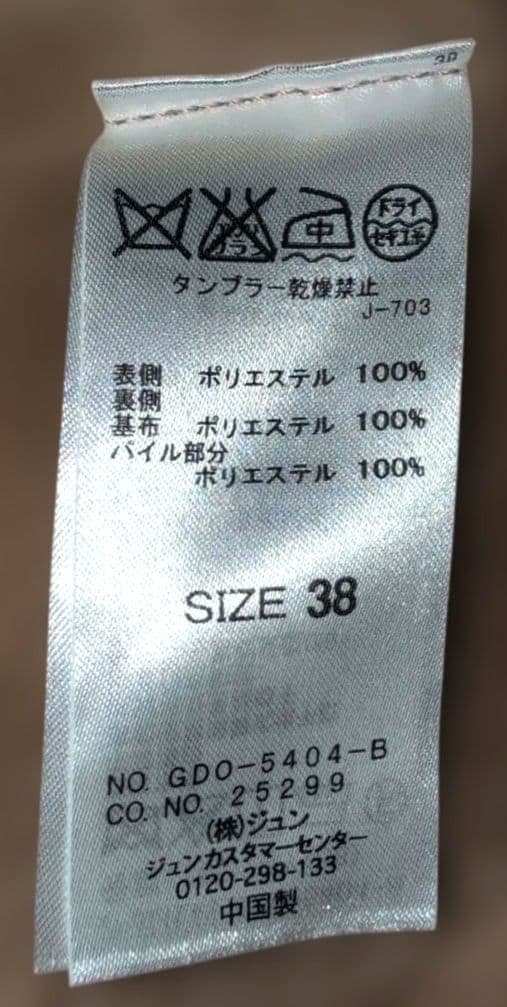 中
ドライ
セキユ系
タンブラー乾燥禁止
J-703
表側 ポリエステル 100%
裏側
基布 ポリエステル 100%
パイル部分
ポリエステル 100%
SIZE 38
NO. GDO-5404-B
CO. NO. 25299
(株)ジュン
ジュンカスタマーセンター
0120-298-133
中国製